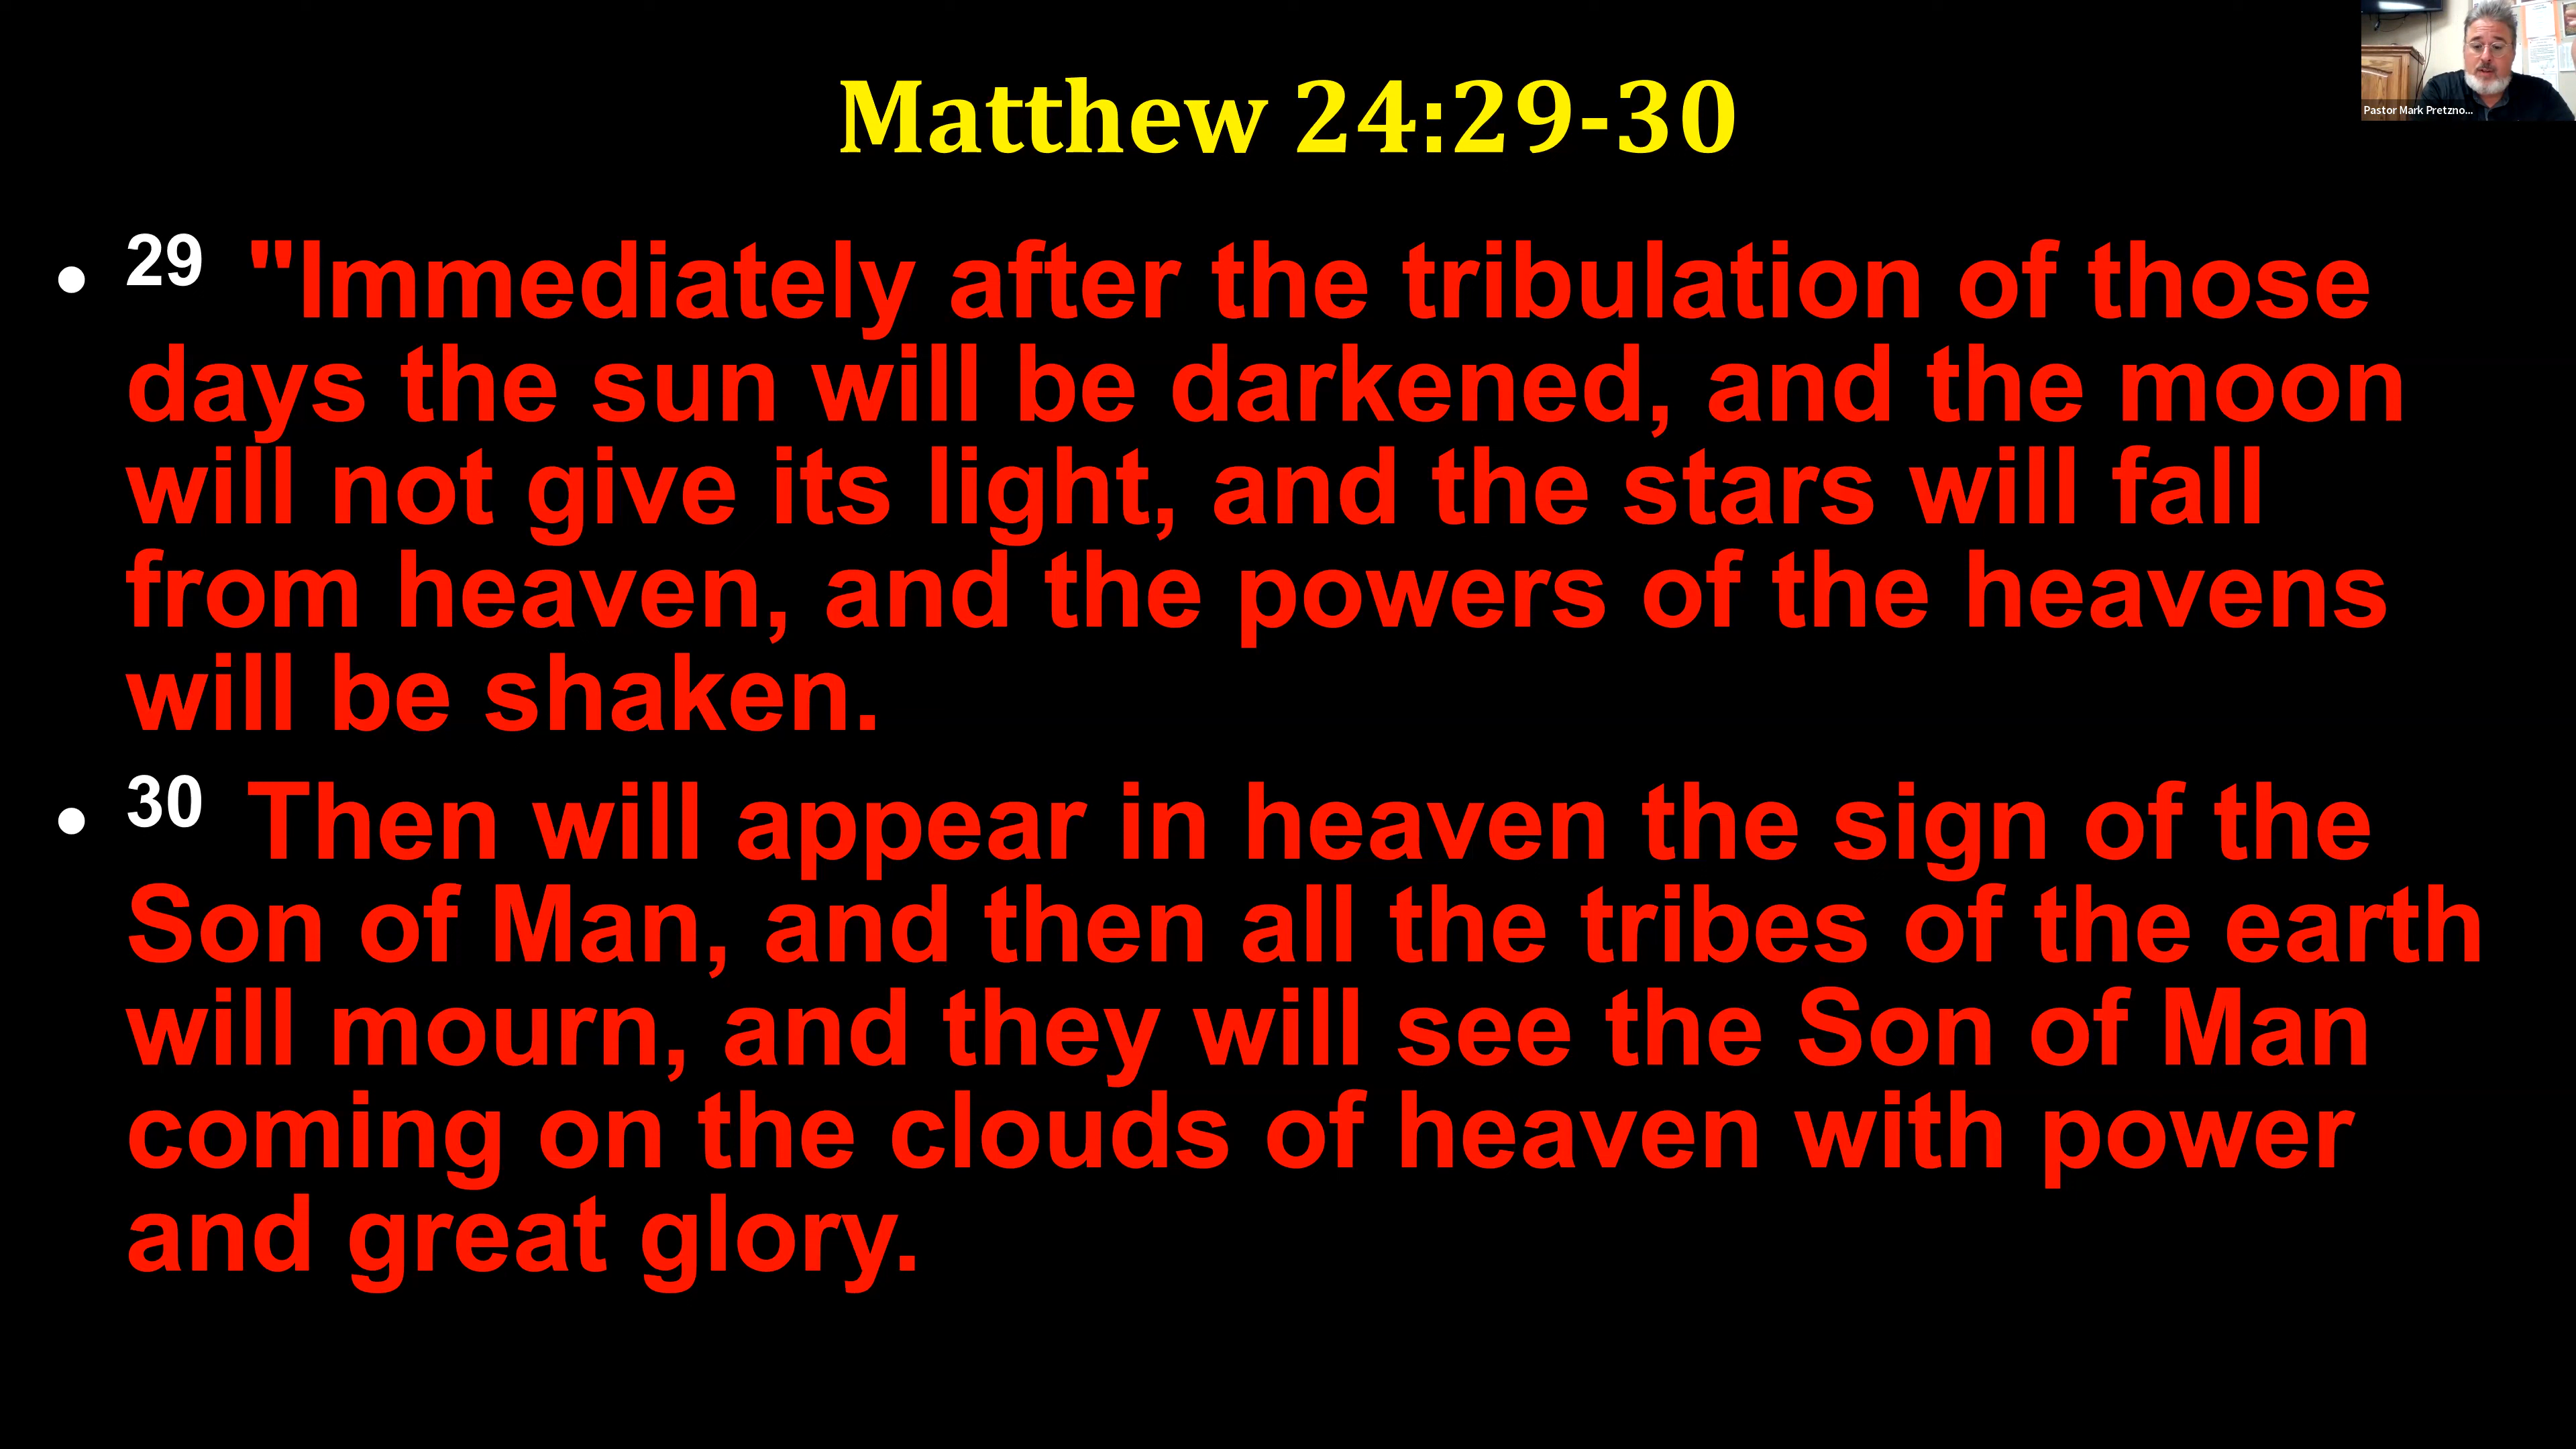 Matthew 24:29-30
Pastor Mark Pretzno...
• 29 "Immediately after the tribulation of those
days the sun will be darkened, and the moon
will not give its light, and the stars will fall
from heaven, and the powers of the heavens
will be shaken.
• 30 Then will appear in heaven the sign of the
Son of Man, and then all the tribes of the earth
will mourn, and they will see the Son of Man
coming on the clouds of heaven with power
and great glory.